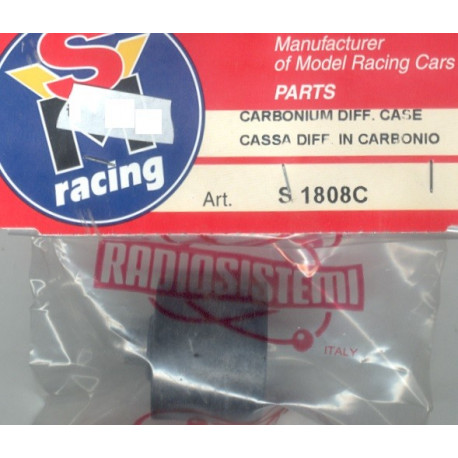 SM
racing
Manufacturer
of Model Racing Cars
PARTS
CARBONIUM DIFF. CASE
CASSA DIFF. IN CARBONIO
Art. S 1808C
RADIOSISTEMI
ITALY